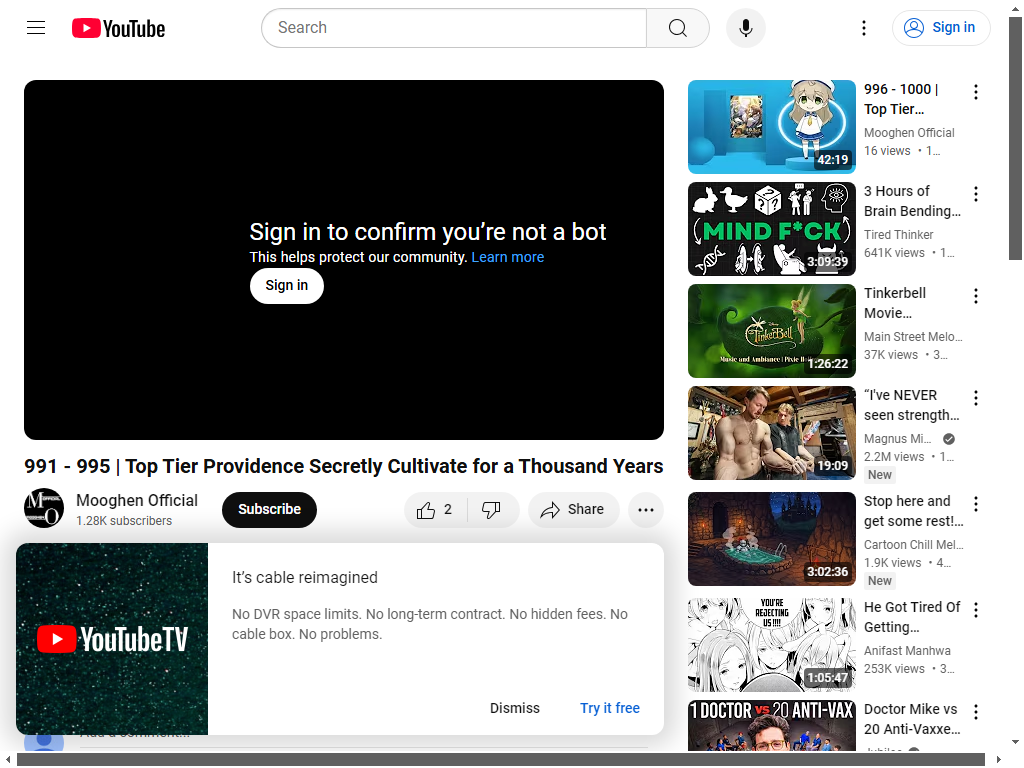 YouTube
Search
Sign in
Sign in to confirm you’re not a bot
This helps protect our community. Learn more
Sign in
991 - 995 | Top Tier Providence Secretly Cultivate for a Thousand Years
Mooghen Official
1.28K subscribers
Subscribe
2
Share
YouTubeTV
It’s cable reimagined
No DVR space limits. No long-term contract. No hidden fees. No
cable box. No problems.
Dismiss
Try it free
Add a comment...
42:19
996 - 1000 |
Top Tier…
Mooghen Official
16 views • 1…
MIND F*CK
3:09:39
3 Hours of
Brain Bending…
Tired Thinker
641K views • 1…
Disney
TinkerBell
Music and Ambiance | Pixie
1:26:22
Tinkerbell
Movie…
Main Street Melo…
37K views • 3…
19:09
“I've NEVER
seen strength…
Magnus Mi…
2.2M views • 1…
New
3:02:36
Stop here and
get some rest!…
Cartoon Chill Mel…
1.9K views • 4…
New
YOU'RE
REJECTING
US !!!!
1:05:47
He Got Tired Of
Getting…
Anifast Manhwa
253K views • 3…
1 DOCTOR VS 20 ANTI-VAX
Doctor Mike vs
20 Anti-Vaxxe…
Jubilee